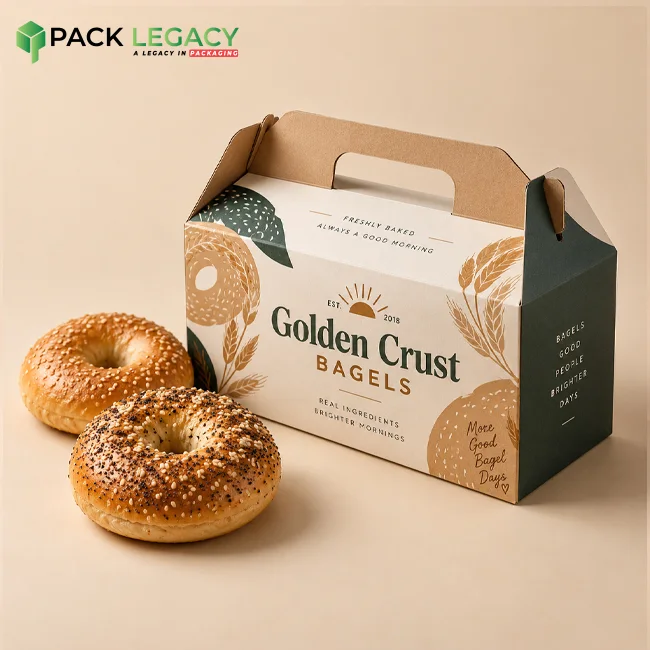 PACK LEGACY
A LEGACY IN PACKAGING
FRESHLY BAKED
ALWAYS A GOOD MORNING
EST. 2018
Golden Crust
BAGELS
REAL INGREDIENTS
BRIGHTER MORNINGS
More
Good
Bagel
Days
BAGELS
GOOD
PEOPLE
BRIGHTER
DAYS